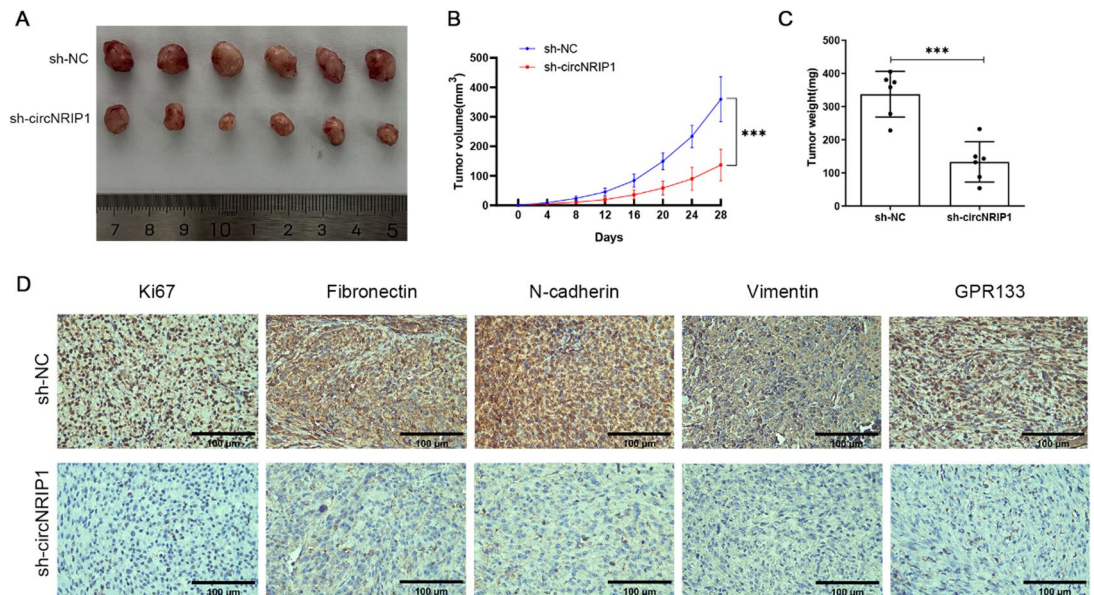 A
sh-NC
sh-circNRIP1
7 8 9 10 1 2 3 4 5
B
sh-NC
sh-circNRIP1
Tumor volume(mm³)
500
400
300
200
100
0
0 4 8 12 16 20 24 28
Days
***
C
Tumor weight(mg)
500
400
300
200
100
0
***
sh-NC sh-circNRIP1
D
Ki67 Fibronectin N-cadherin Vimentin GPR133
sh-NC
100 µm 100 µm 100 µm 100 µm 100 µm
sh-circNRIP1
100 µm 100 µm 100 µm 100 µm 100 µm